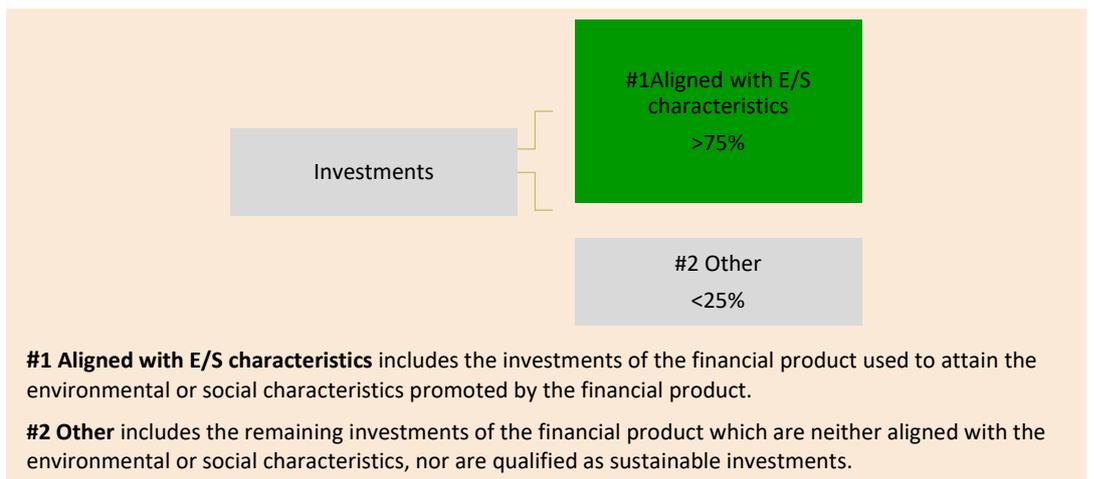 #1Aligned with E/S
characteristics
>75%
Investments
#2 Other
<25%
#1 Aligned with E/S characteristics includes the investments of the financial product used to attain the
environmental or social characteristics promoted by the financial product.
#2 Other includes the remaining investments of the financial product which are neither aligned with the
environmental or social characteristics, nor are qualified as sustainable investments.